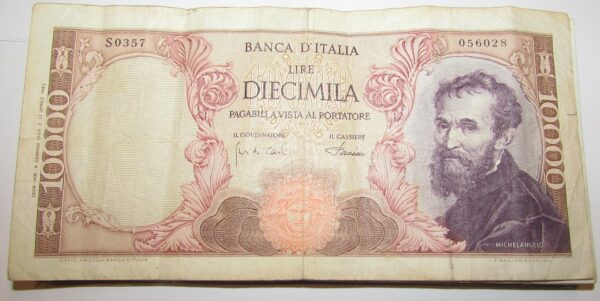 S0357
BANCA D'ITALIA
056028
LIRE
DIECIMILA
PAGABILI A VISTA AL PORTATORE
IL GOVERNATORE
IL CASSIERE
10000
10000
MICHELANGELO
OFFICINA DELLA BANCA D'ITALIA